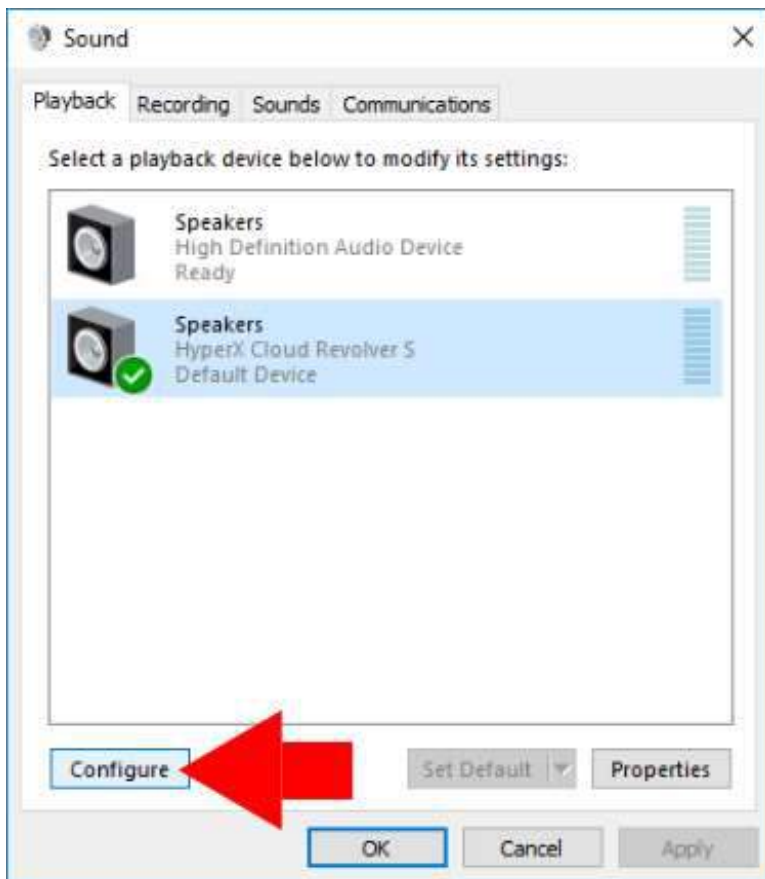 Sound
Playback Recording Sounds Communications
Select a playback device below to modify its settings:
Speakers
High Definition Audio Device
Ready
Speakers
HyperX Cloud Revolver S
Default Device
Configure Set Default Properties
OK Cancel Apply